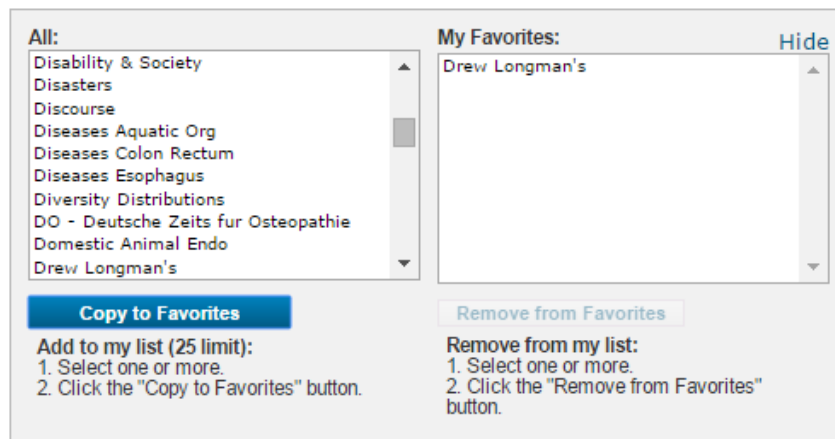 All:
Disability & Society
Disasters
Discourse
Diseases Aquatic Org
Diseases Colon Rectum
Diseases Esophagus
Diversity Distributions
DO - Deutsche Zeits fur Osteopathie
Domestic Animal Endo
Drew Longman's
Copy to Favorites
Add to my list (25 limit):
1. Select one or more.
2. Click the "Copy to Favorites" button.
My Favorites:
Hide
Drew Longman's
Remove from Favorites
Remove from my list:
1. Select one or more.
2. Click the "Remove from Favorites"
button.